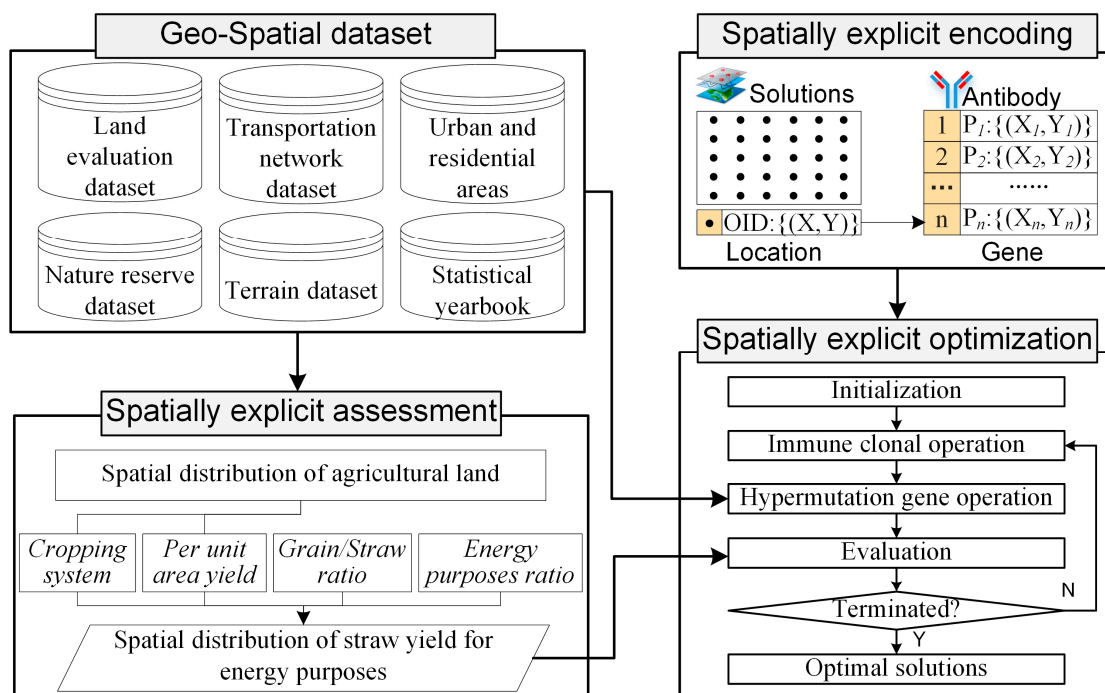 Geo-Spatial dataset
Land
evaluation
dataset
Transportation
network
dataset
Urban and
residential
areas
Nature reserve
dataset
Terrain dataset
Statistical
yearbook
Spatially explicit assessment
Spatial distribution of agricultural land
Cropping
system
Per unit
area yield
Grain/Straw
ratio
Energy
purposes ratio
Spatial distribution of straw yield for
energy purposes
Spatially explicit encoding
Solutions
OID:{(X,Y)}
Location
Antibody
1 P1:{(X1,Y1)}
2 P2:{(X2,Y2)}
... ......
n Pn:{(Xn,Yn)}
Gene
Spatially explicit optimization
Initialization
Immune clonal operation
Hypermutation gene operation
Evaluation
Terminated?
N
Y
Optimal solutions